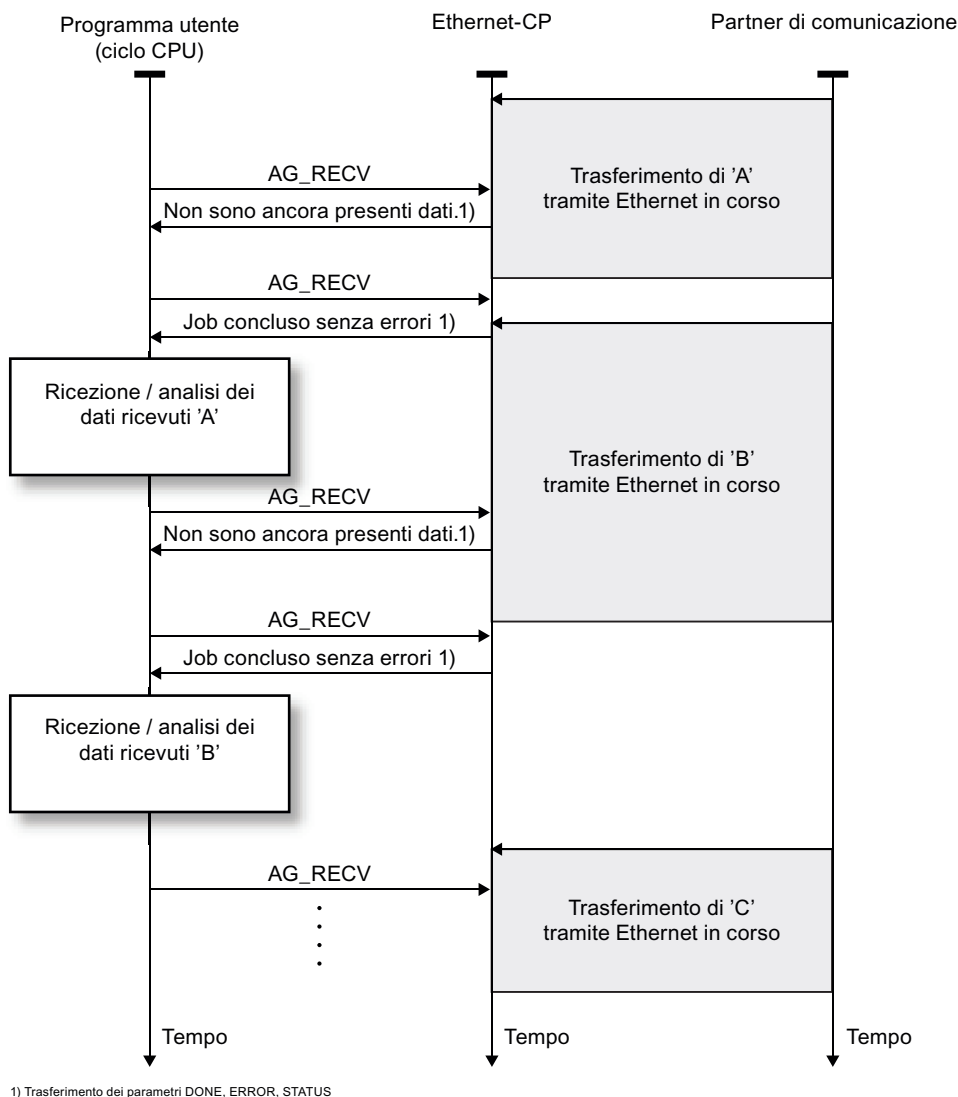 Programma utente
(ciclo CPU)
Ethernet-CP
Partner di comunicazione
AG_RECV
Non sono ancora presenti dati.1)
Trasferimento di 'A'
tramite Ethernet in corso
AG_RECV
Job concluso senza errori 1)
Ricezione / analisi dei
dati ricevuti 'A'
Trasferimento di 'B'
tramite Ethernet in corso
AG_RECV
Non sono ancora presenti dati.1)
AG_RECV
Job concluso senza errori 1)
Ricezione / analisi dei
dati ricevuti 'B'
AG_RECV
Trasferimento di 'C'
tramite Ethernet in corso
Tempo
Tempo
Tempo
1) Trasferimento dei parametri DONE, ERROR, STATUS